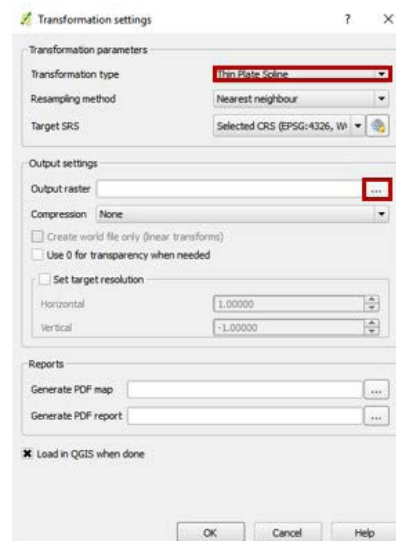 Transformation settings ? ×
Transformation parameters
Transformation type Thin Plate Spline
Resampling method Nearest neighbour
Target SRS Selected CRS (EPSG:4326, W
Output settings
Output raster ...
Compression None
Create world file only (linear transforms)
Use 0 for transparency when needed
Set target resolution
Horizontal 1.00000
Vertical -1.00000
Reports
Generate PDF map ...
Generate PDF report ...
Load in QGIS when done
OK Cancel Help